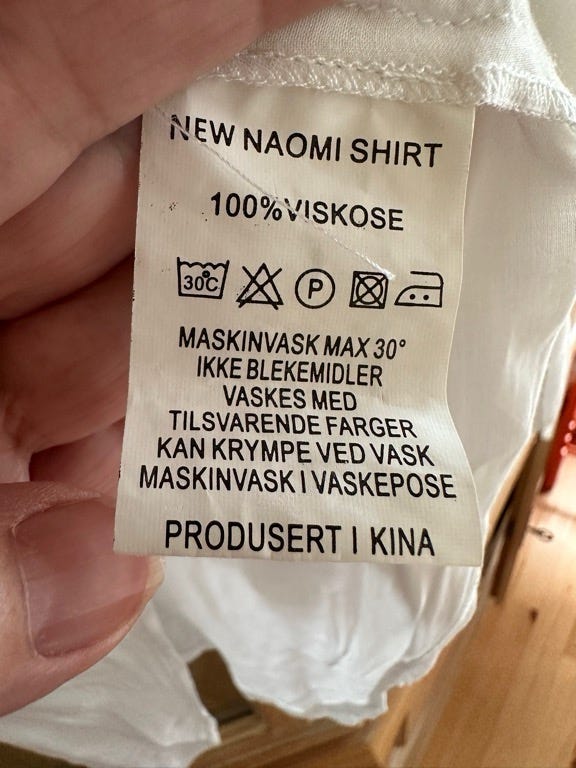 NEW NAOMI SHIRT
100%VISKOSE
30°C P
MASKINVASK MAX 30°
IKKE BLEKEMIDLER
VASKES MED
TILSVARENDE FARGER
KAN KRYMPE VED VASK
MASKINVASK I VASKEPOSE
PRODUSERT I KINA